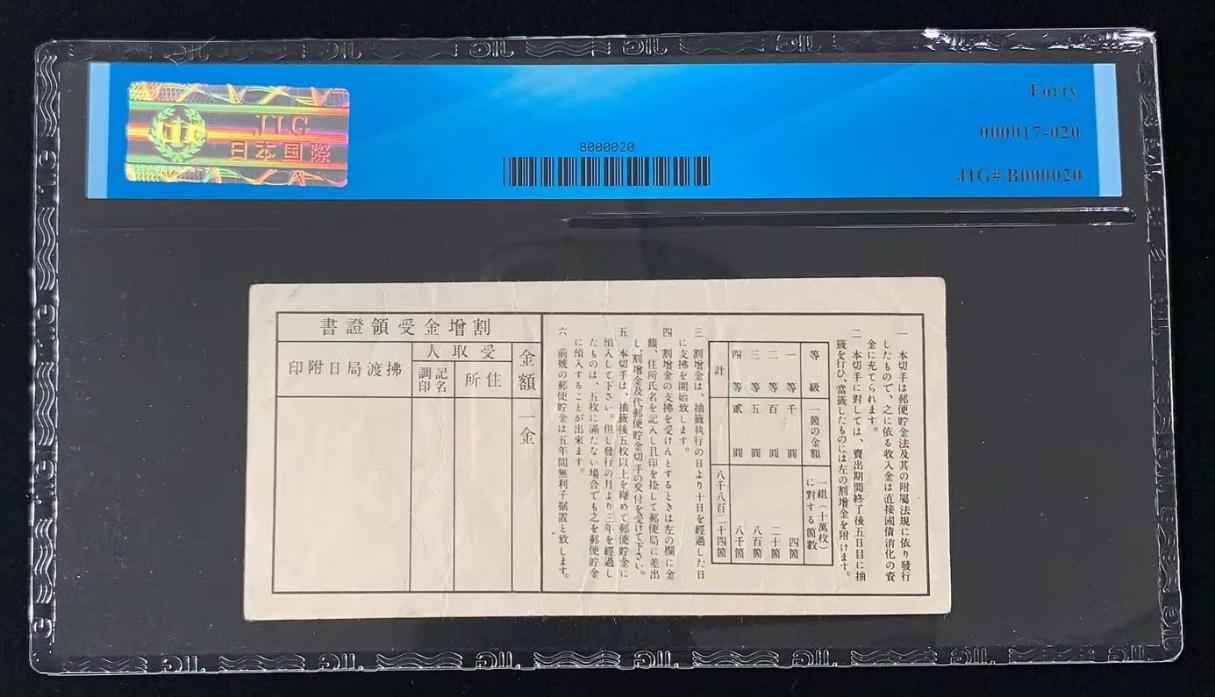 JIG
日本国際
B000020
Forty
000017-020
JIG# B000020
一 本切手は郵便貯金法及其の附屬法規に依り發行
したもので、之に依る收入金は直接國債消化の資
金に充てられます。
二 本切手に對しては、賣出期間終了後五日目に抽
籤を行ひ、當籤したものには左の割增金を附けます。
等級 一箇の金額 一組(十萬枚)に對する箇數
一等 千圓 四箇
二等 百圓 二十箇
三等 五圓 八百箇
四等 貳圓 八千箇
計 八千八百二十四箇
三 割增金は、抽籤執行の日より十日を經過した日
に支拂を開始致します。
四 割增金の支拂を受けんとするときは左の欄に金
額、住所氏名を記入し且印を捺して郵便局に差出
し、割增金及代郵便貯金切手の交付を受けて下さい。
五 本切手は、抽籤後五枚以上を纒めて郵便貯金に
預入して下さい。但し發行の月より三年を經過し
たものは、五枚に滿たない場合でも之を郵便貯金
に預入することが出來ます。
六 前號の郵便貯金は五年間無利子据置と致します。
割增金受領證書
金額
一金
受取人
住所
記名調印
拂渡局日附印